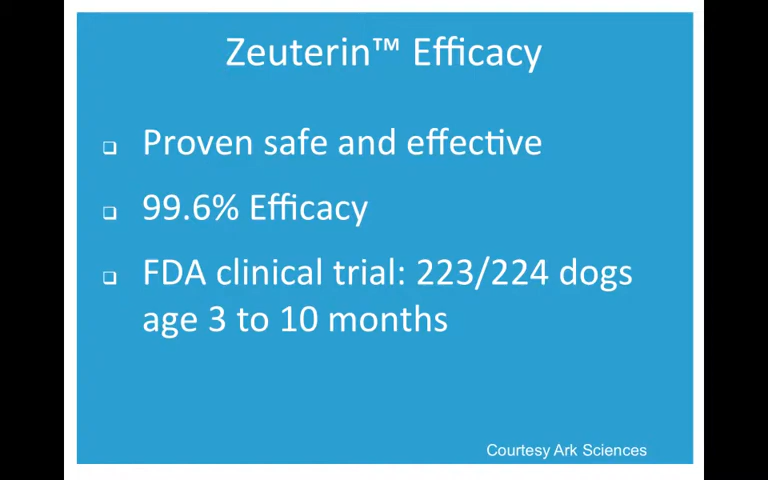 Zeuterin™ Efficacy
Proven safe and effective
99.6% Efficacy
FDA clinical trial: 223/224 dogs
age 3 to 10 months
Courtesy Ark Sciences